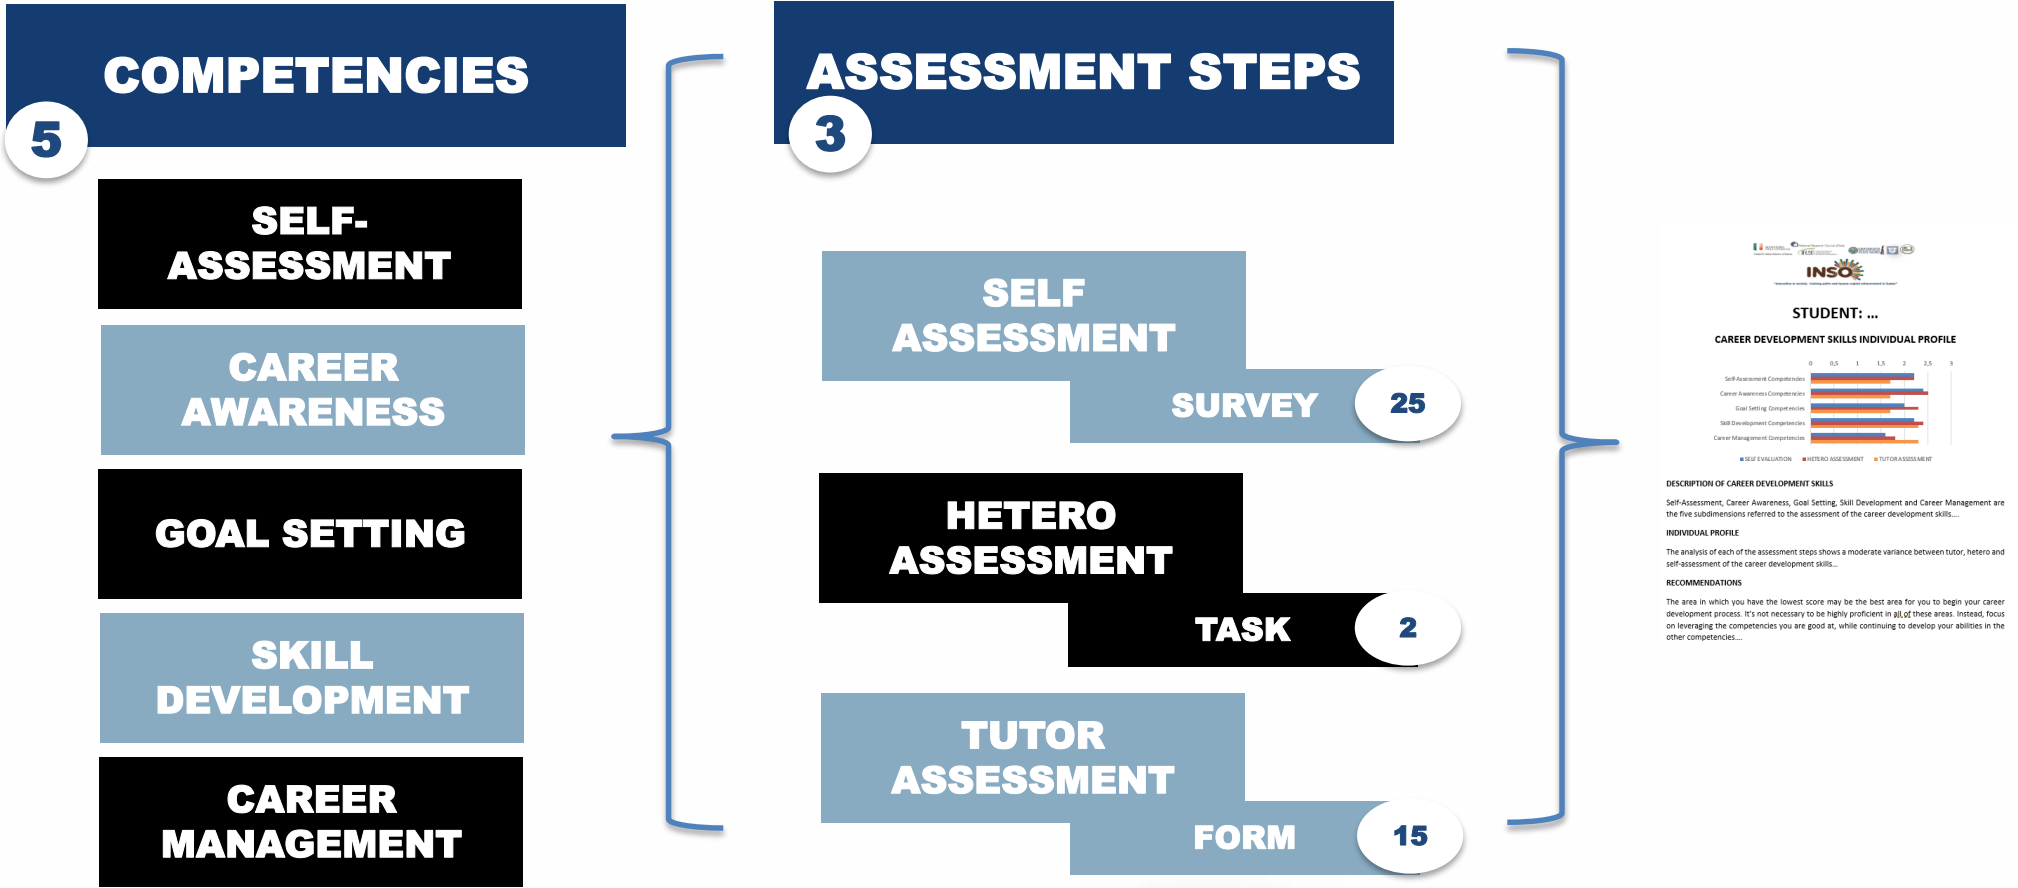 COMPETENCIES
5
SELF-
ASSESSMENT
CAREER
AWARENESS
GOAL SETTING
SKILL
DEVELOPMENT
CAREER
MANAGEMENT
ASSESSMENT STEPS
3
SELF
ASSESSMENT
SURVEY
25
HETERO
ASSESSMENT
TASK
2
TUTOR
ASSESSMENT
FORM
15
INSO
STUDENT: ...
CAREER DEVELOPMENT SKILLS INDIVIDUAL PROFILE
0 0,5 1 1,5 2 2,5 3
Self-Assessment Competencies
Career Awareness Competencies
Goal Setting Competencies
Skill Development Competencies
Career Management Competencies
SELF EVALUATION HETERO ASSESSMENT TUTOR ASSESSMENT
DESCRIPTION OF CAREER DEVELOPMENT SKILLS
Self-Assessment, Career Awareness, Goal Setting, Skill Development and Career Management are
the five subdimensions referred to the assessment of the career development skills....
INDIVIDUAL PROFILE
The analysis of each of the assessment steps shows a moderate variance between tutor, hetero and
self-assessment of the career development skills...
RECOMMENDATIONS
The area in which you have the lowest score may be the best area for you to begin your career
development process. It's not necessary to be highly proficient in all of these areas. Instead, focus
on leveraging the competencies you are good at, while continuing to develop your abilities in the
other competencies....